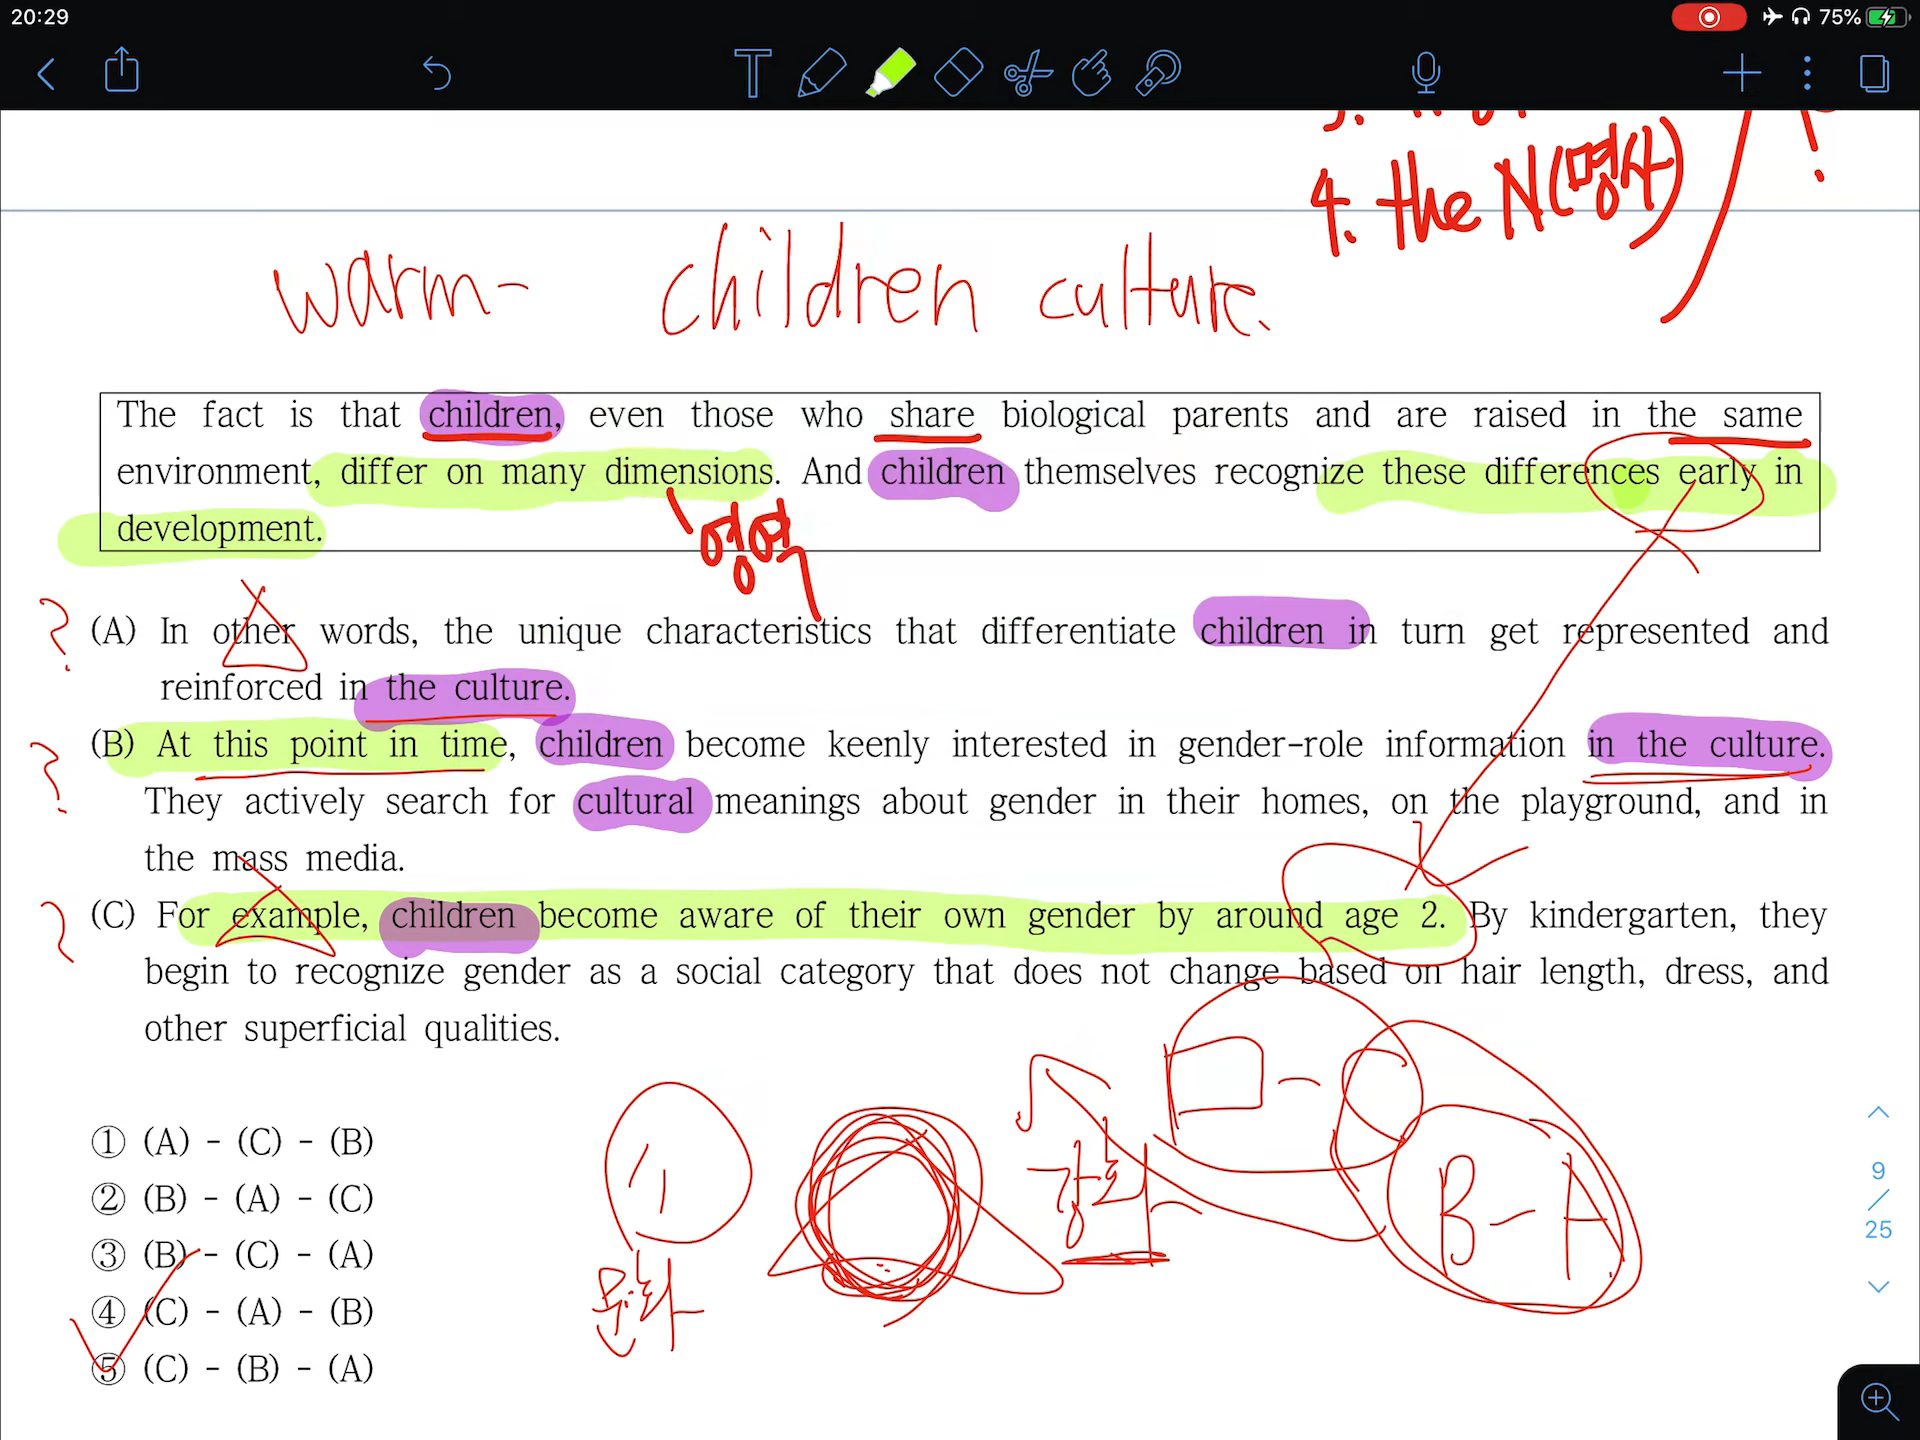 20:29
75%
4. the N(명사)
warm- children culture.
The fact is that children, even those who share biological parents and are raised in the same
environment, differ on many dimensions. And children themselves recognize these differences early in
development.
영역
(A) In other words, the unique characteristics that differentiate children in turn get represented and
reinforced in the culture.
(B) At this point in time, children become keenly interested in gender-role information in the culture.
They actively search for cultural meanings about gender in their homes, on the playground, and in
the mass media.
(C) For example, children become aware of their own gender by around age 2. By kindergarten, they
begin to recognize gender as a social category that does not change based on hair length, dress, and
other superficial qualities.
① (A) - (C) - (B)
② (B) - (A) - (C)
③ (B) - (C) - (A)
④ (C) - (A) - (B)
⑤ (C) - (B) - (A)
문화
강화
B - A
9
/
25